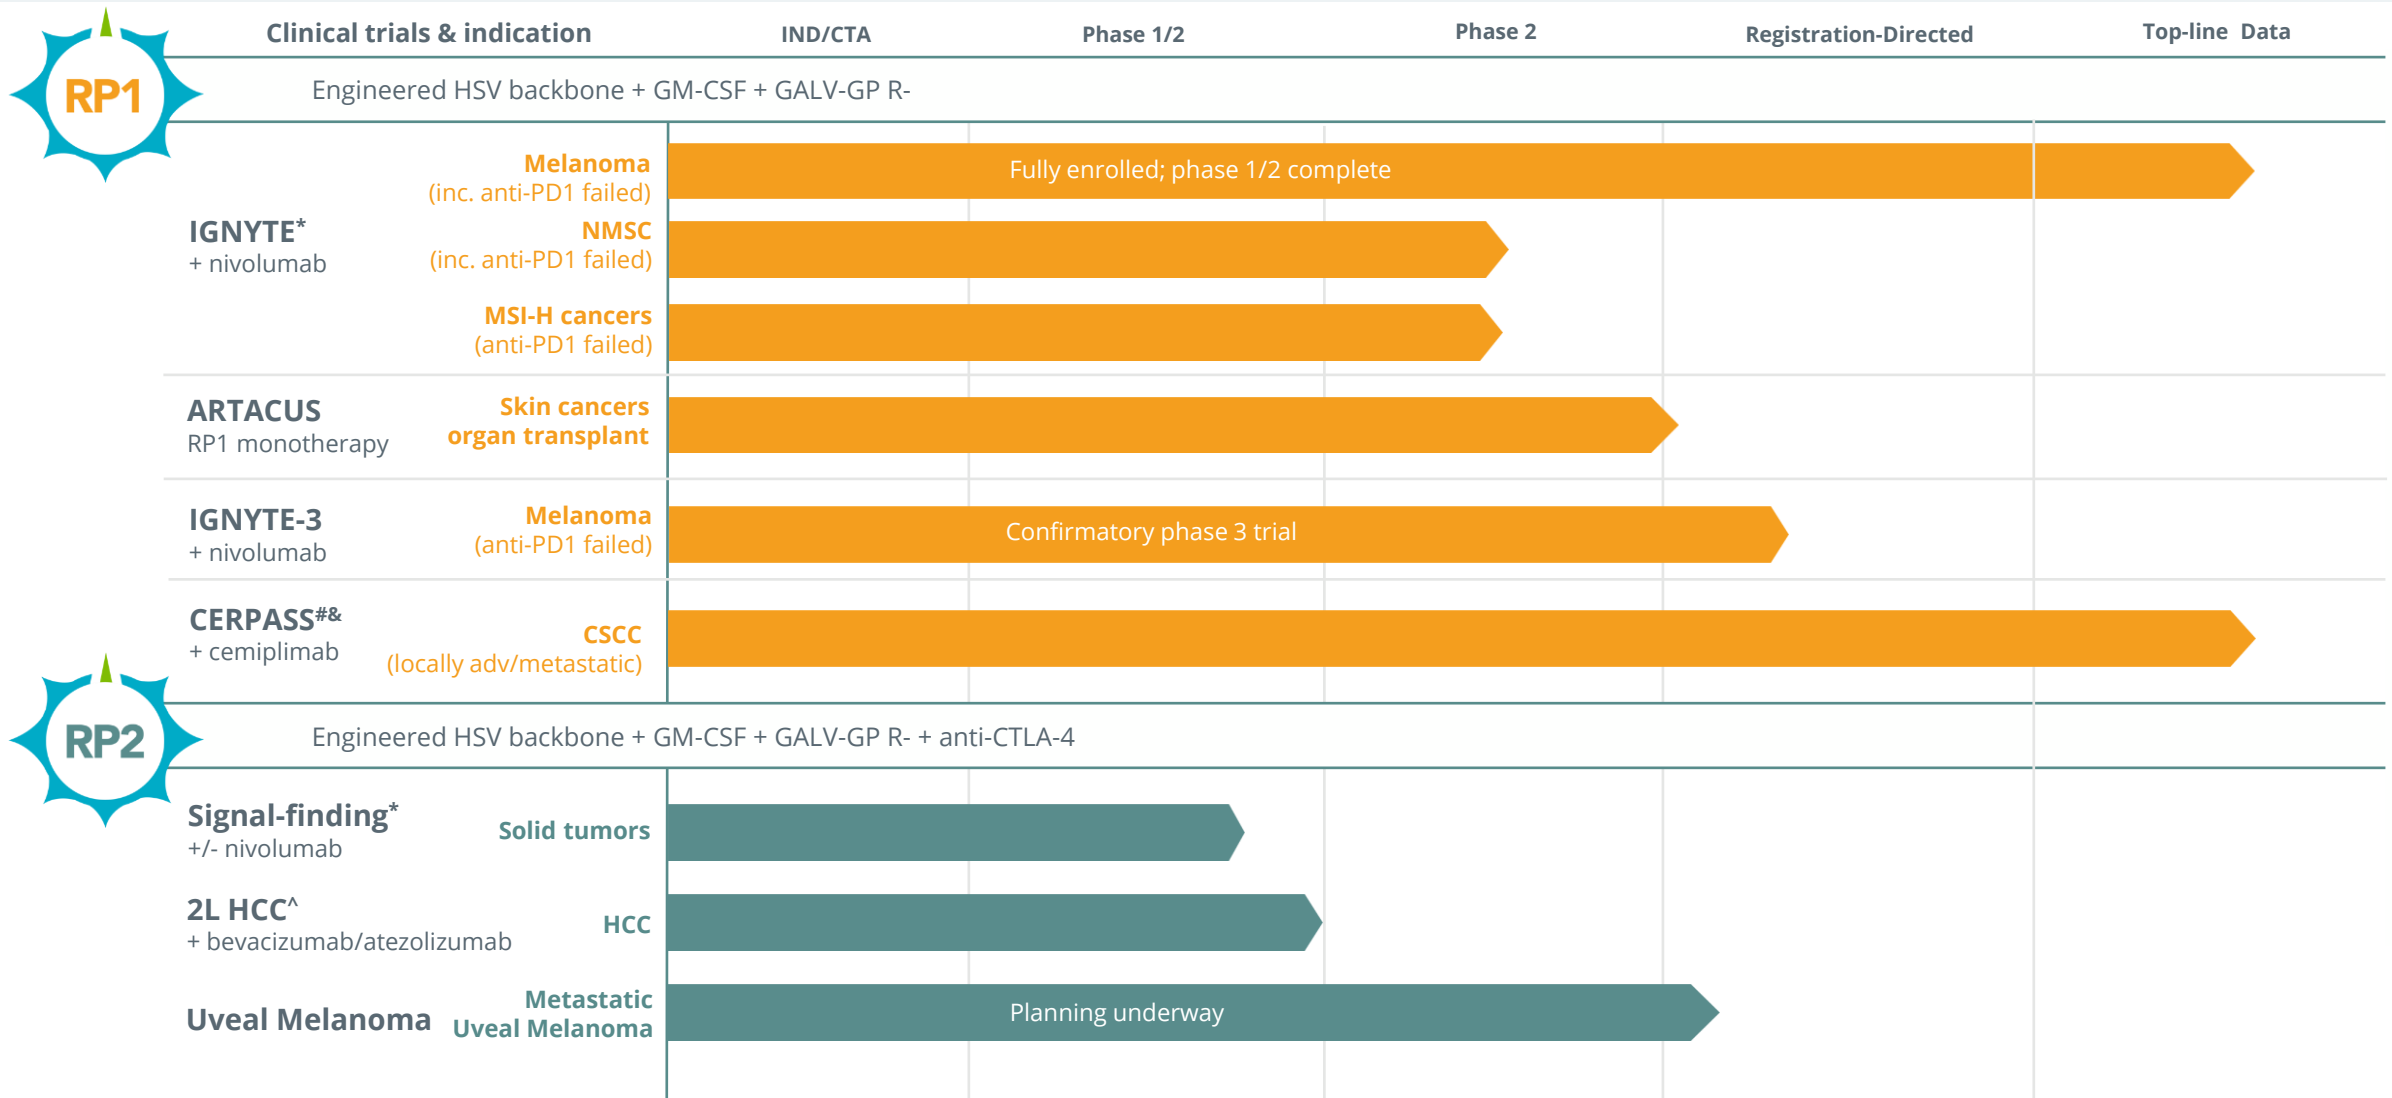 Clinical trials & indication IND/CTA Phase 1/2 Phase 2 Registration-Directed Top-line Data
RP1
Engineered HSV backbone + GM-CSF + GALV-GP R-
IGNYTE*
+ nivolumab
Melanoma
(inc. anti-PD1 failed)
Fully enrolled; phase 1/2 complete
NMSC
(inc. anti-PD1 failed)
MSI-H cancers
(anti-PD1 failed)
ARTACUS
RP1 monotherapy
Skin cancers
organ transplant
IGNYTE-3
+ nivolumab
Melanoma
(anti-PD1 failed)
Confirmatory phase 3 trial
CERPASS#&
+ cemiplimab
CSCC
(locally adv/metastatic)
RP2
Engineered HSV backbone + GM-CSF + GALV-GP R- + anti-CTLA-4
Signal-finding*
+/- nivolumab
Solid tumors
2L HCC^
+ bevacizumab/atezolizumab
HCC
Uveal Melanoma
Metastatic
Uveal Melanoma
Planning underway